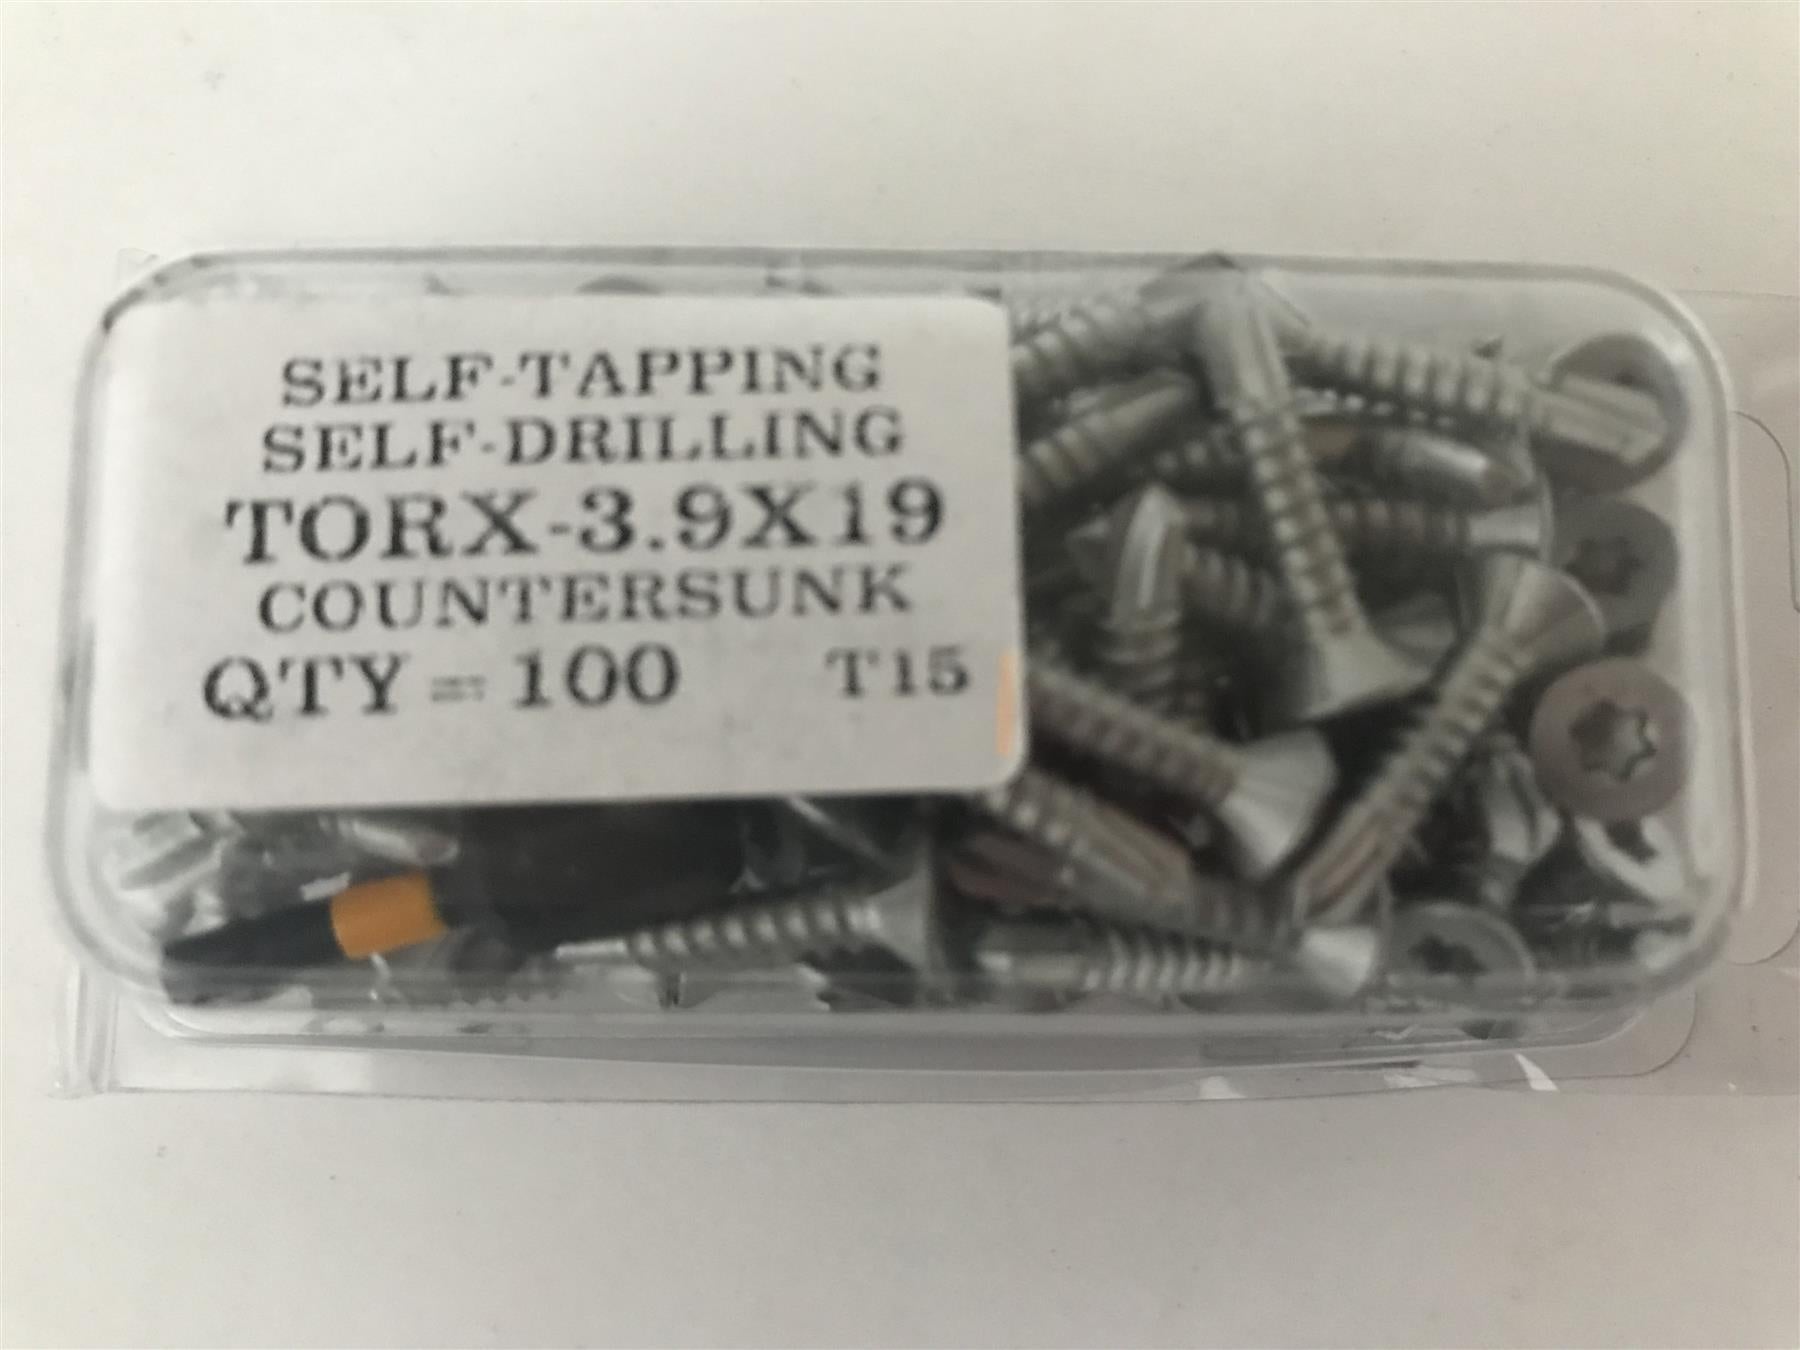 SELF-TAPPING
SELF-DRILLING
TORX-3.9X19
COUNTERSUNK
QTY = 100 T15